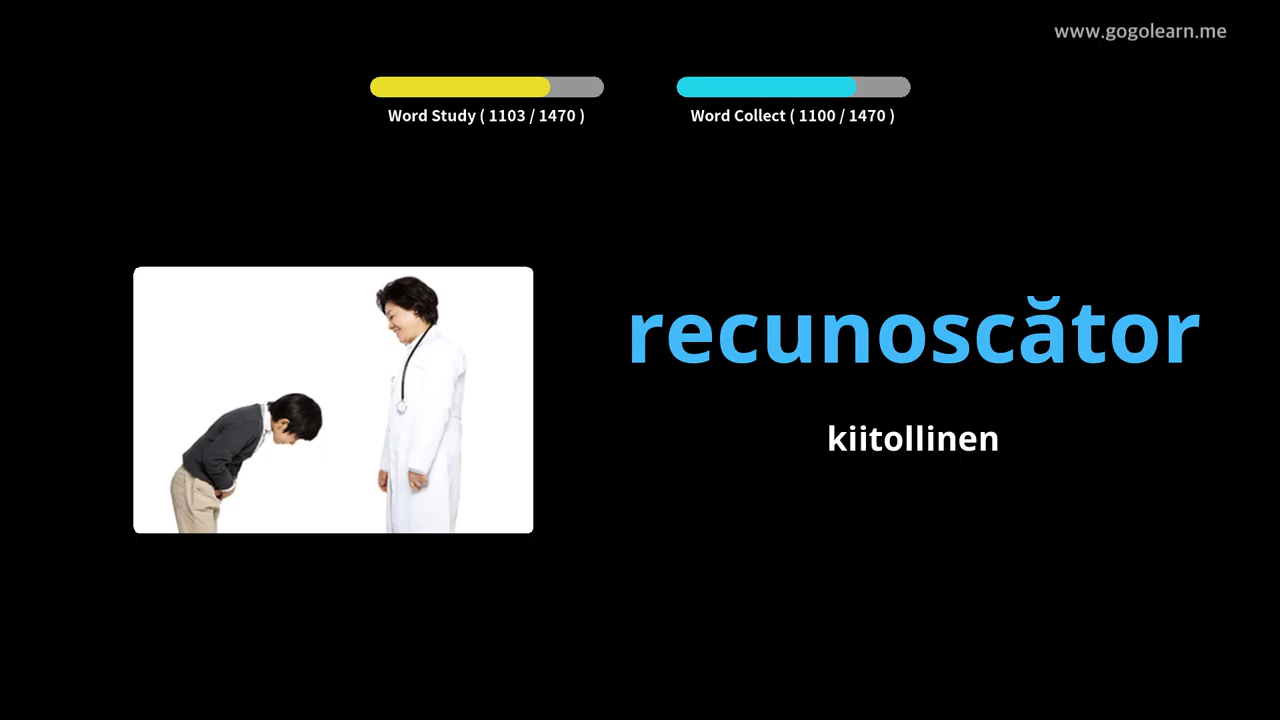 www.gogolearn.me
Word Study ( 1103 / 1470 )
Word Collect ( 1100 / 1470 )
recunoscător
kiitollinen